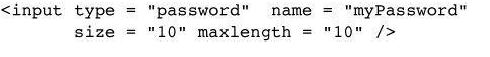 <input type = "password" name = "myPassword"
size = "10" maxlength = "10" />